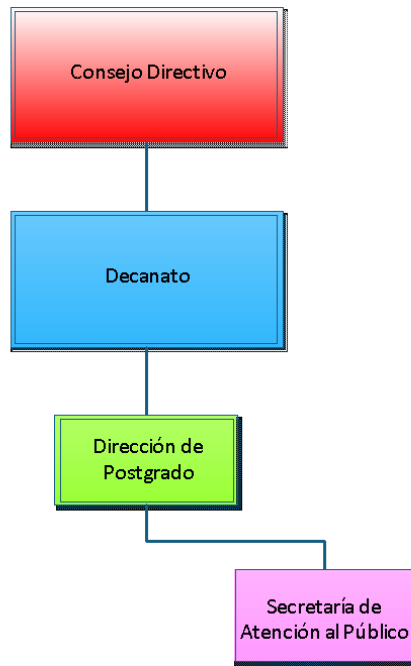 Consejo Directivo
Decanato
Dirección de
Postgrado
Secretaría de
Atención al Público